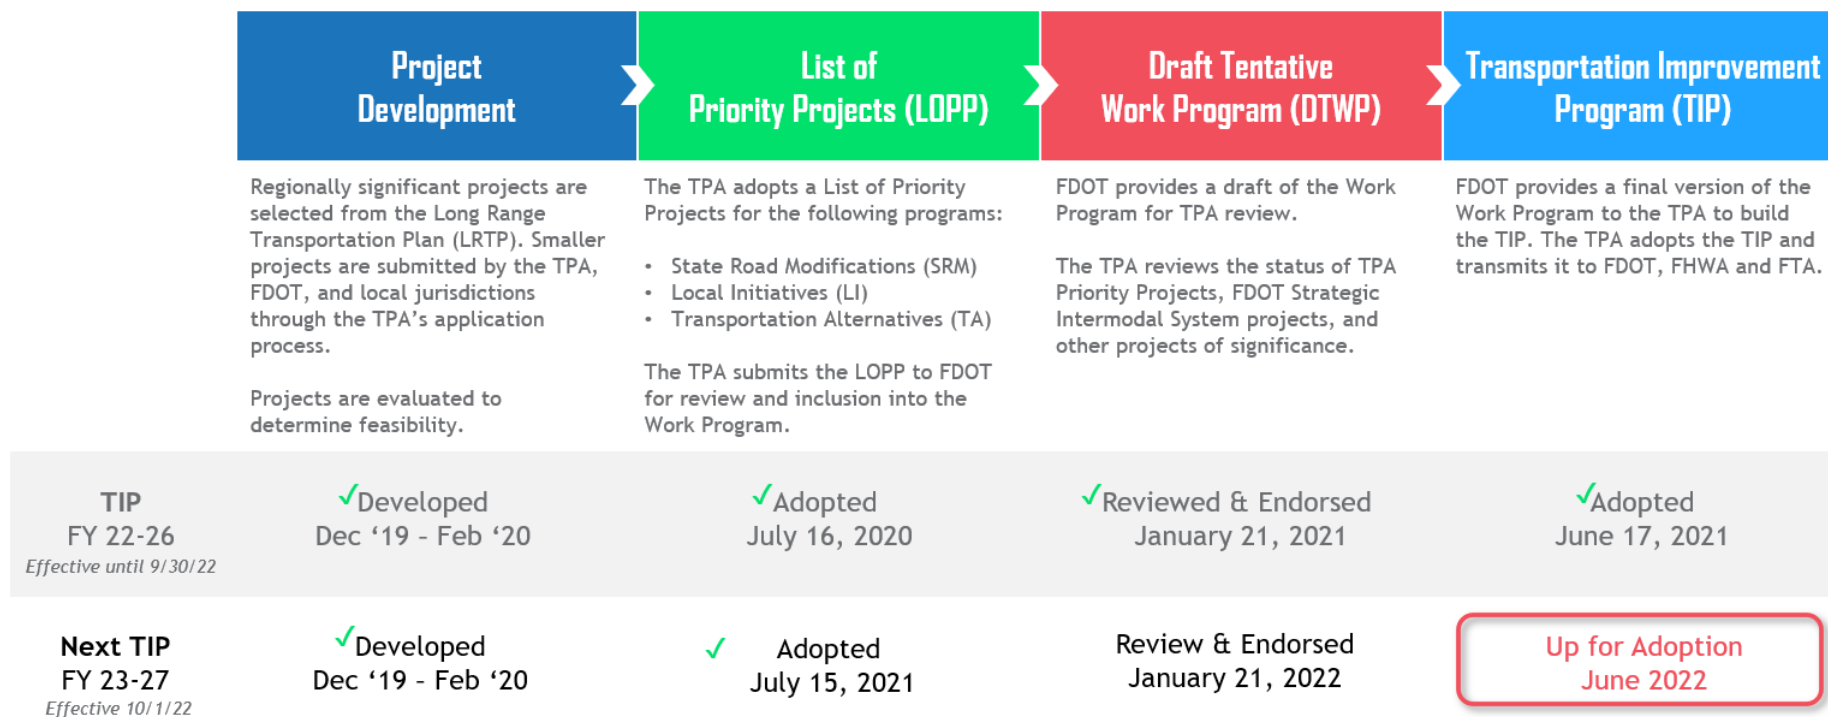 Project
Development
List of
Priority Projects (LOPP)
Draft Tentative
Work Program (DTWP)
Transportation Improvement
Program (TIP)
Regionally significant projects are
selected from the Long Range
Transportation Plan (LRTP). Smaller
projects are submitted by the TPA,
FDOT, and local jurisdictions
through the TPA’s application
process.
Projects are evaluated to
determine feasibility.
The TPA adopts a List of Priority
Projects for the following programs:
• State Road Modifications (SRM)
• Local Initiatives (LI)
• Transportation Alternatives (TA)
The TPA submits the LOPP to FDOT
for review and inclusion into the
Work Program.
FDOT provides a draft of the Work
Program for TPA review.
The TPA reviews the status of TPA
Priority Projects, FDOT Strategic
Intermodal System projects, and
other projects of significance.
FDOT provides a final version of the
Work Program to the TPA to build
the TIP. The TPA adopts the TIP and
transmits it to FDOT, FHWA and FTA.
TIP
FY 22-26
Effective until 9/30/22
✓Developed
Dec ‘19 – Feb ‘20
✓Adopted
July 16, 2020
✓Reviewed & Endorsed
January 21, 2021
✓Adopted
June 17, 2021
Next TIP
FY 23-27
Effective 10/1/22
✓Developed
Dec ‘19 – Feb ‘20
✓ Adopted
July 15, 2021
Review & Endorsed
January 21, 2022
Up for Adoption
June 2022